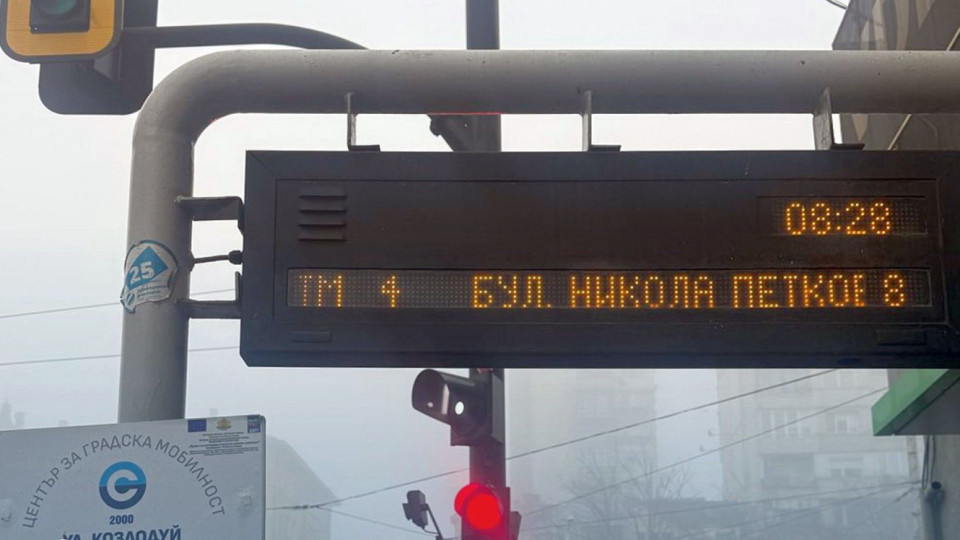 08:28
ТМ 4 БУЛ. НИКОЛА ПЕТКОВ 8
25
ЦЕНТЪР ЗА ГРАДСКА МОБИЛНОСТ
2000
УЛ. КОЗЛОДУЙ